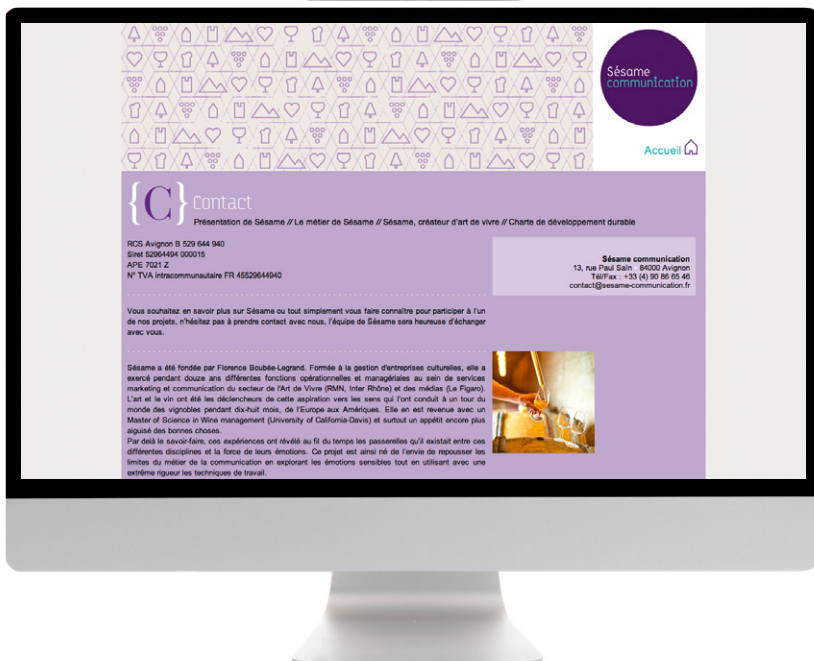 Sésame
communication
Accueil
{C} Contact
Présentation de Sésame // Le métier de Sésame // Sésame, créateur d'art de vivre // Charte de développement durable
RCS Avignon B 529 644 940
Siret 52964494 000015
APE 7021 Z
N° TVA intracommunautaire FR 45529644940
Sésame communication
13, rue Paul Saïn 84000 Avignon
Tél/Fax : +33 (4) 90 86 65 46
contact@sesame-communication.fr
Vous souhaitez en savoir plus sur Sésame ou tout simplement vous faire connaître pour participer à l'un
de nos projets, n'hésitez pas à prendre contact avec nous, l'équipe de Sésame sera heureuse d'échanger
avec vous.
Sésame a été fondée par Florence Boubée-Legrand. Formée à la gestion d'entreprises culturelles, elle a
exercé pendant douze ans différentes fonctions opérationnelles et managériales au sein de services
marketing et communication du secteur de l'Art de Vivre (RMN, Inter Rhône) et des médias (Le Figaro).
L'art et le vin ont été les déclencheurs de cette aspiration vers les sens qui l'ont conduit à un tour du
monde des vignobles pendant dix-huit mois, de l'Europe aux Amériques. Elle en est revenue avec un
Master of Science in Wine management (University of California-Davis) et surtout un appétit encore plus
aiguisé des bonnes choses.
Par delà le savoir-faire, ces expériences ont révélé au fil du temps les passerelles qu'il existait entre ces
différentes disciplines et la force de leurs émotions. Ce projet est ainsi né de l'envie de repousser les
limites du métier de la communication en explorant les émotions sensibles tout en utilisant avec une
extrême rigueur les techniques de travail.